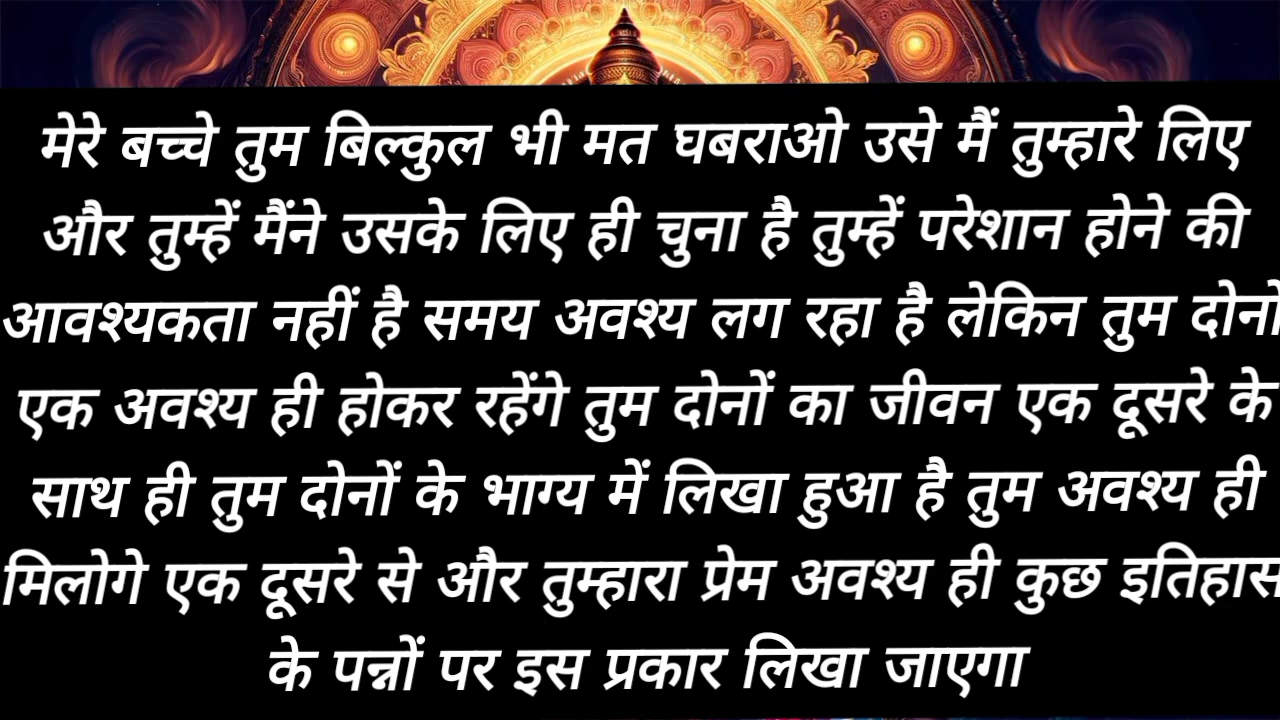 मेरे बच्चे तुम बिल्कुल भी मत घबराओ उसे मैं तुम्हारे लिए
और तुम्हें मैंने उसके लिए ही चुना है तुम्हें परेशान होने की
आवश्यकता नहीं है समय अवश्य लग रहा है लेकिन तुम दोनों
एक अवश्य ही होकर रहेंगे तुम दोनों का जीवन एक दूसरे के
साथ ही तुम दोनों के भाग्य में लिखा हुआ है तुम अवश्य ही
मिलोगे एक दूसरे से और तुम्हारा प्रेम अवश्य ही कुछ इतिहास
के पन्नों पर इस प्रकार लिखा जाएगा